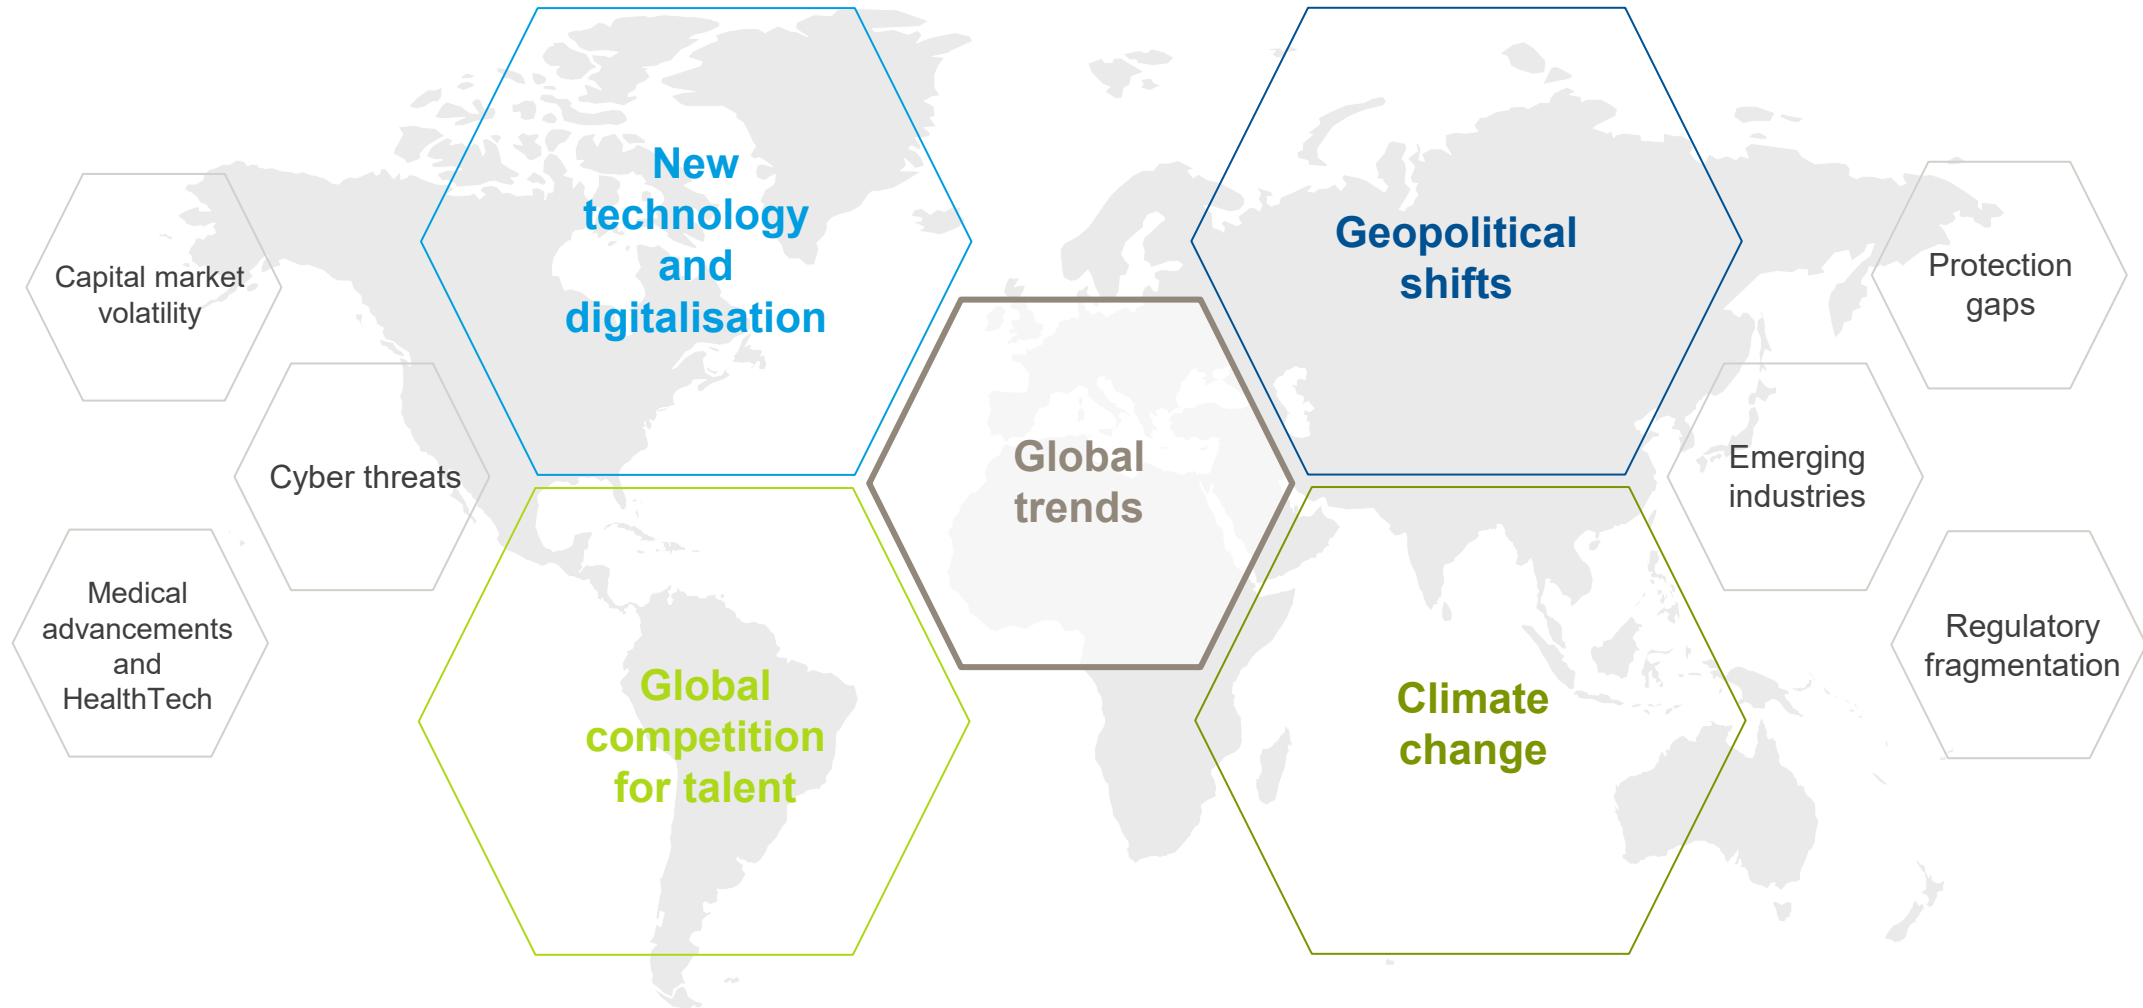 New
technology
and
digitalisation
Geopolitical
shifts
Capital market
volatility
Protection
gaps
Global
trends
Cyber threats
Emerging
industries
Medical
advancements
and
HealthTech
Regulatory
fragmentation
Global
competition
for talent
Climate
change